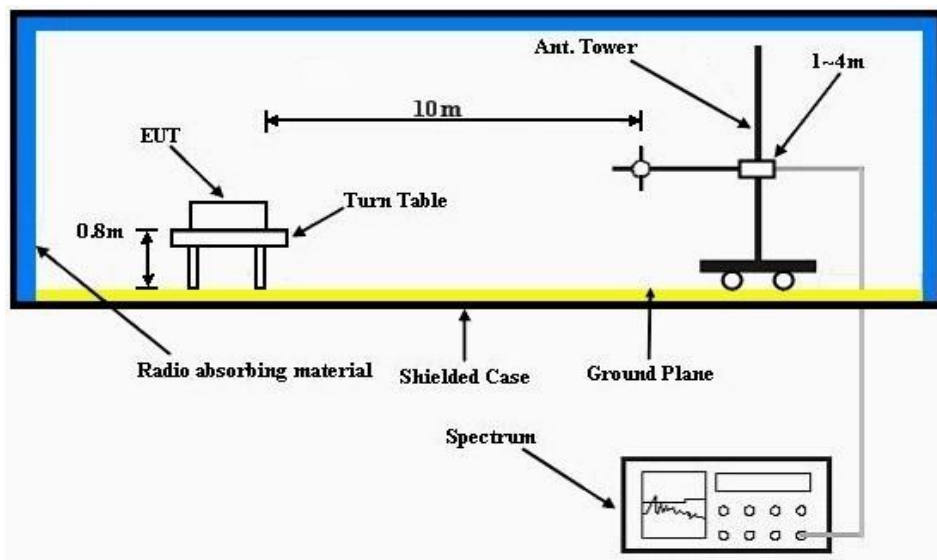 Ant. Tower
1~4m
10m
EUT
Turn Table
0.8m
Radio absorbing material
Shielded Case
Ground Plane
Spectrum